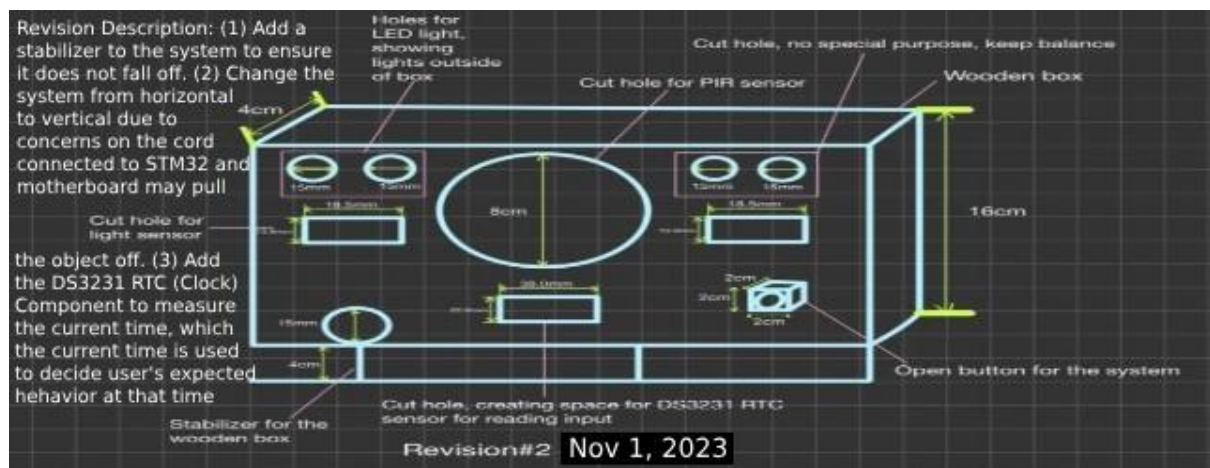 Revision Description: (1) Add a
stabilizer to the system to ensure
it does not fall off. (2) Change the
system from horizontal
to vertical due to
concerns on the cord
connected to STM32 and
motherboard may pull
the object off. (3) Add
the DS3231 RTC (Clock)
Component to measure
the current time, which
the current time is used
to decide user's expected
hehavior at that time
Holes for
LED light,
showing
lights outside
of box
Cut hole, no special purpose, keep balance
Cut hole for PIR sensor
Wooden box
4cm
15mm
15mm
15mm
15mm
18.5mm
8cm
18.5mm
16cm
Cut hole for
light sensor
2cm
2cm
2cm
15mm
4cm
Open button for the system
Cut hole, creating space for DS3231 RTC
sensor for reading input
Stabilizer for the
wooden box
Revision#2 Nov 1, 2023